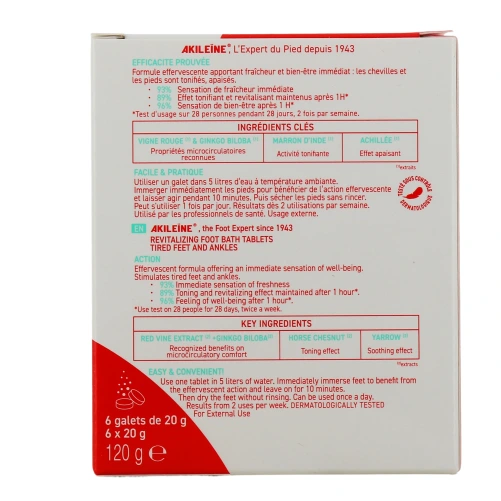 AKILEÏNE®, L'Expert du Pied depuis 1943
EFFICACITE PROUVÉE
Formule effervescente apportant fraîcheur et bien-être immédiat : les chevilles et
les pieds sont tonifiés, apaisés.
• 93% Sensation de fraîcheur immédiate
• 89% Effet tonifiant et revitalisant maintenus après 1H*
• 96% Sensation de bien-être après 1 H*
*Test d'usage sur 28 personnes pendant 28 jours, 2 fois par semaine.
INGRÉDIENTS CLÉS
VIGNE ROUGE (1) & GINKGO BILOBA (1) MARRON D'INDE (1) ACHILLÉE (1)
Propriétés microcirculatoires Activité tonifiante Effet apaisant
reconnues
(1)extraits
FACILE & PRATIQUE
Utiliser un galet dans 5 litres d'eau à température ambiante.
Immerger immédiatement les pieds pour bénéficier de l'action effervescente
et laisser agir pendant 10 minutes. Puis sécher les pieds sans rincer.
Peut s'utiliser 1 fois par jour. Résultats dès 2 utilisations par semaine.
Utilisé par les professionnels de santé. Usage externe.
TESTÉ SOUS CONTRÔLE
DERMATOLOGIQUE
EN AKILEÏNE®, the Foot Expert since 1943
REVITALIZING FOOT BATH TABLETS
TIRED FEET AND ANKLES
ACTION
Effervescent formula offering an immediate sensation of well-being.
Stimulates tired feet and ankles.
• 93% Immediate sensation of freshness
• 89% Toning and revitalizing effect maintained after 1 hour*.
• 96% Feeling of well-being after 1 hour*.
*Use test on 28 people for 28 days, twice a week.
KEY INGREDIENTS
RED VINE EXTRACT (1) +GINKGO BILOBA(1) HORSE CHESNUT (1) YARROW (1)
Recognized benefits on Toning effect Soothing effect
microcirculatory comfort
(1)extracts
EASY & CONVENIENT!
Use one tablet in 5 liters of water. Immediately immerse feet to benefit from
the effervescent action and leave on for 10 minutes.
Then dry the feet without rinsing. Can be used once a day.
Results from 2 uses per week. DERMATOLOGICALLY TESTED
For External Use
6 galets de 20 g
6 x 20 g
120 g ℮